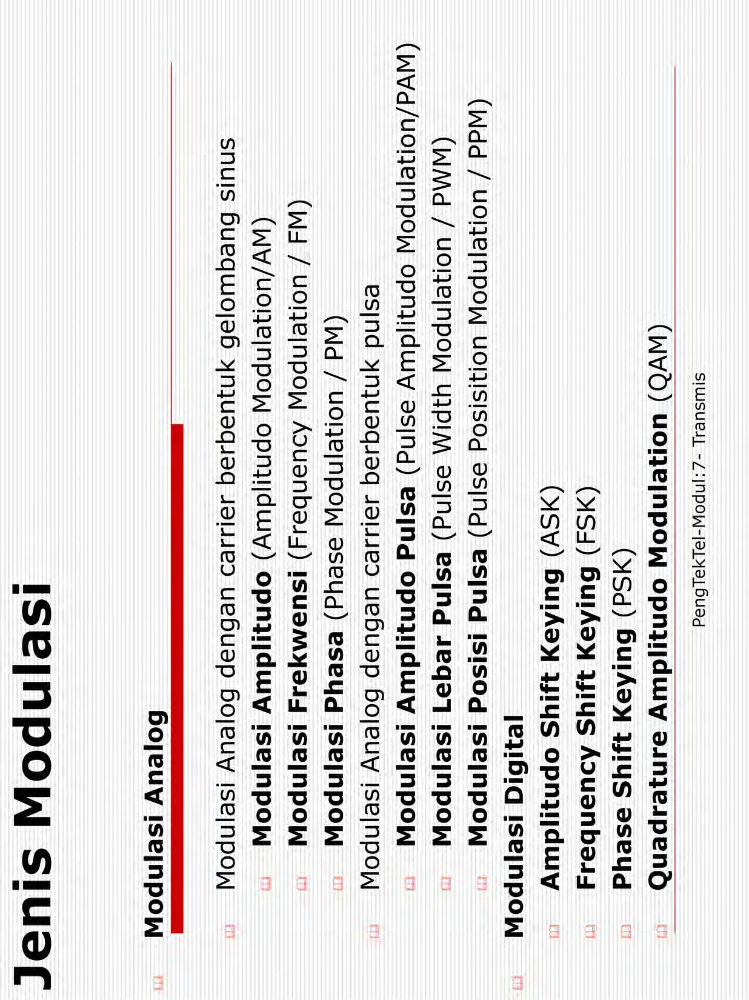 Jenis Modulasi
Modulasi Analog
Modulasi Analog dengan carrier berbentuk gelombang sinus
Modulasi Amplitudo (Amplitudo Modulation/AM)
Modulasi Frekwensi (Frequency Modulation / FM)
Modulasi Phasa (Phase Modulation / PM)
Modulasi Analog dengan carrier berbentuk pulsa
Modulasi Amplitudo Pulsa (Pulse Amplitudo Modulation/PAM)
Modulasi Lebar Pulsa (Pulse Width Modulation / PWM)
Modulasi Posisi Pulsa (Pulse Posisition Modulation / PPM)
Modulasi Digital
Amplitudo Shift Keying (ASK)
Frequency Shift Keying (FSK)
Phase Shift Keying (PSK)
Quadrature Amplitudo Modulation (QAM)
PengTekTel-Modul:7- Transmis